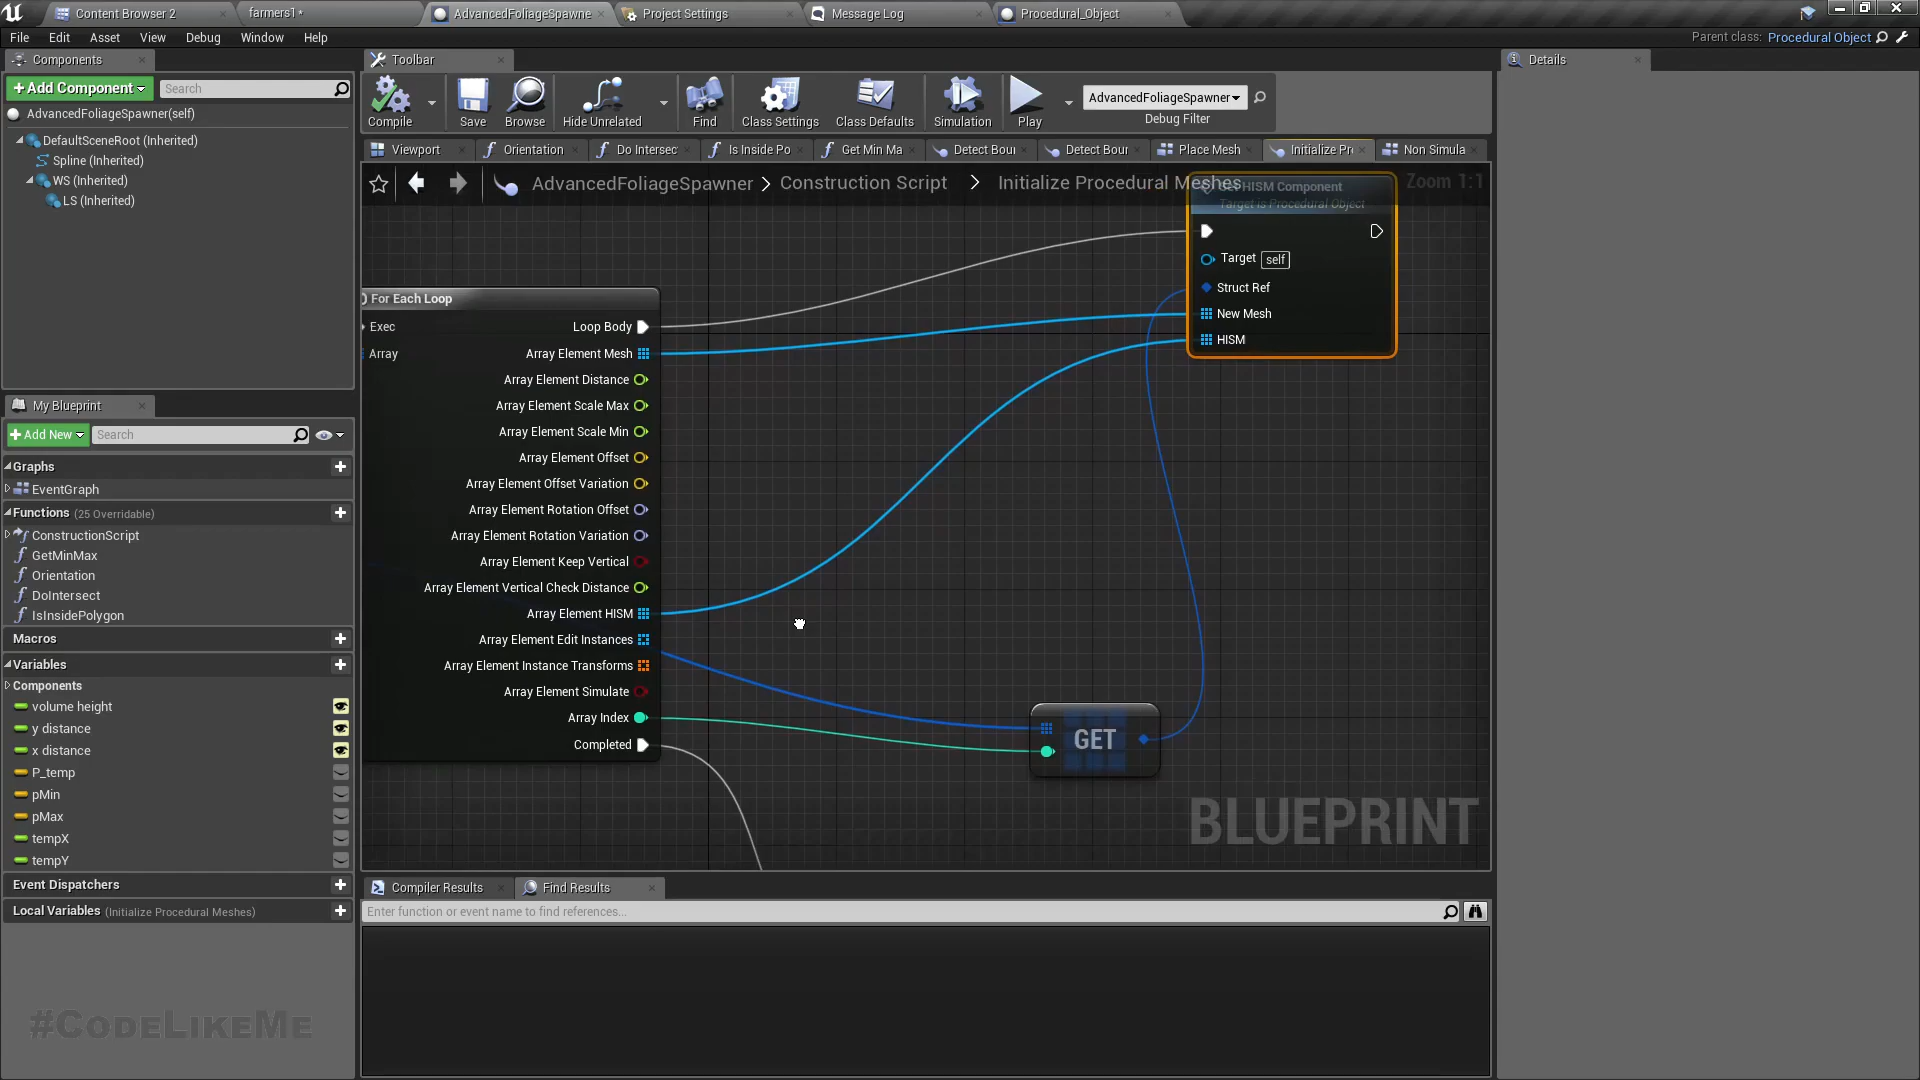 Content Browser 2
farmers1*
AdvancedFoliageSpawne
Project Settings
Message Log
Procedural_Object
File Edit Asset View Debug Window Help
Parent class: Procedural Object
Components
Toolbar
Details
+Add Component
Search
AdvancedFoliageSpawner(self)
DefaultSceneRoot (Inherited)
Spline (Inherited)
WS (Inherited)
LS (Inherited)
Compile
Save
Browse
Hide Unrelated
Find
Class Settings
Class Defaults
Simulation
Play
AdvancedFoliageSpawner
Debug Filter
Viewport
Orientation
Do Intersec
Is Inside Po
Get Min Ma
Detect Bou
Detect Bour
Place Mesh
Initialize Pr
Non Simula
AdvancedFoliageSpawner > Construction Script > Initialize Procedural Meshes
Zoom 1:1
Set HISM Component
Target is Procedural Object
Target self
Struct Ref
New Mesh
HISM
For Each Loop
Exec
Loop Body
Array
Array Element Mesh
Array Element Distance
Array Element Scale Max
Array Element Scale Min
Array Element Offset
Array Element Offset Variation
Array Element Rotation Offset
Array Element Rotation Variation
Array Element Keep Vertical
Array Element Vertical Check Distance
Array Element HISM
Array Element Edit Instances
Array Element Instance Transforms
Array Element Simulate
Array Index
Completed
GET
BLUEPRINT
My Blueprint
+Add New
Search
Graphs
EventGraph
Functions (25 Overridable)
ConstructionScript
GetMinMax
Orientation
DoIntersect
IsInsidePolygon
Macros
Variables
Components
volume height
y distance
x distance
P_temp
pMin
pMax
tempX
tempY
Event Dispatchers
Local Variables (Initialize Procedural Meshes)
Compiler Results
Find Results
Enter function or event name to find references...
#CodeLikeMe